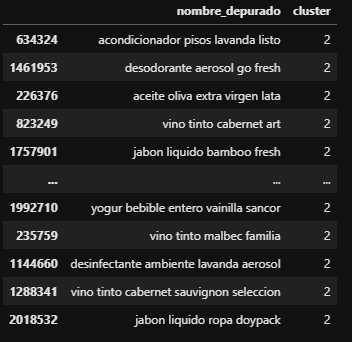 nombre_depurado cluster
634324 acondicionador pisos lavanda listo 2
1461953 desodorante aerosol go fresh 2
226376 aceite oliva extra virgen lata 2
823249 vino tinto cabernet art 2
1757901 jabon liquido bamboo fresh 2
... ... ...
1992710 yogur bebible entero vainilla sancor 2
235759 vino tinto malbec familia 2
1144660 desinfectante ambiente lavanda aerosol 2
1288341 vino tinto cabernet sauvignon seleccion 2
2018532 jabon liquido ropa doypack 2